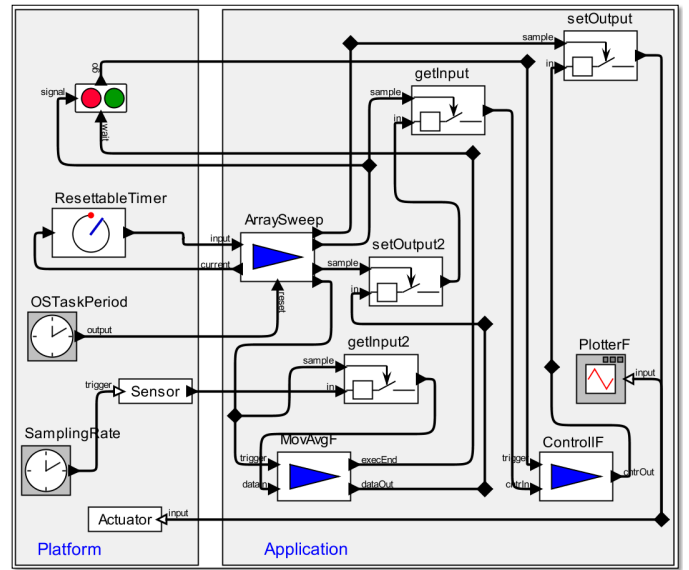 setOutput
sample
in
go
signal
wait
getInput
sample
in
ResettableTimer
ArraySweep
input
current
reset
setOutput2
sample
in
OSTaskPeriod
output
getInput2
sample
in
PlotterF
input
trigger
Sensor
SamplingRate
MovAvgF
trigger
dataIn
execEnd
dataOut
ControllF
trigger
cntrIn
cntrOut
Actuator
input
Platform
Application